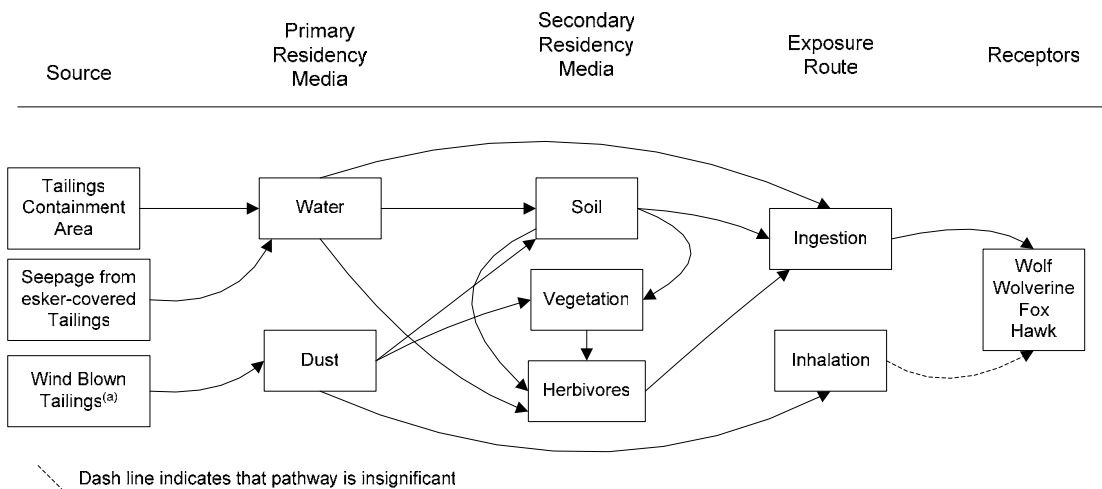 Source
Primary
Residency
Media
Secondary
Residency
Media
Exposure
Route
Receptors
Tailings
Containment
Area
Seepage from
esker-covered
Tailings
Wind Blown
Tailings(a)
Water
Dust
Soil
Vegetation
Herbivores
Ingestion
Inhalation
Wolf
Wolverine
Fox
Hawk
Dash line indicates that pathway is insignificant